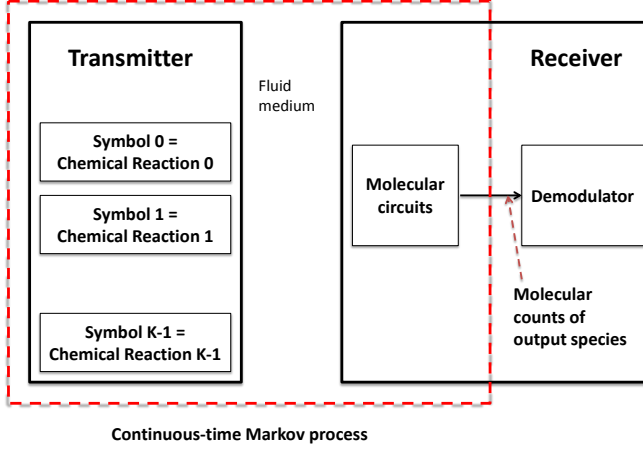 Transmitter
Fluid
medium
Receiver
Symbol 0 =
Chemical Reaction 0
Symbol 1 =
Chemical Reaction 1
Symbol K-1 =
Chemical Reaction K-1
Molecular
circuits
Demodulator
Molecular
counts of
output species
Continuous-time Markov process